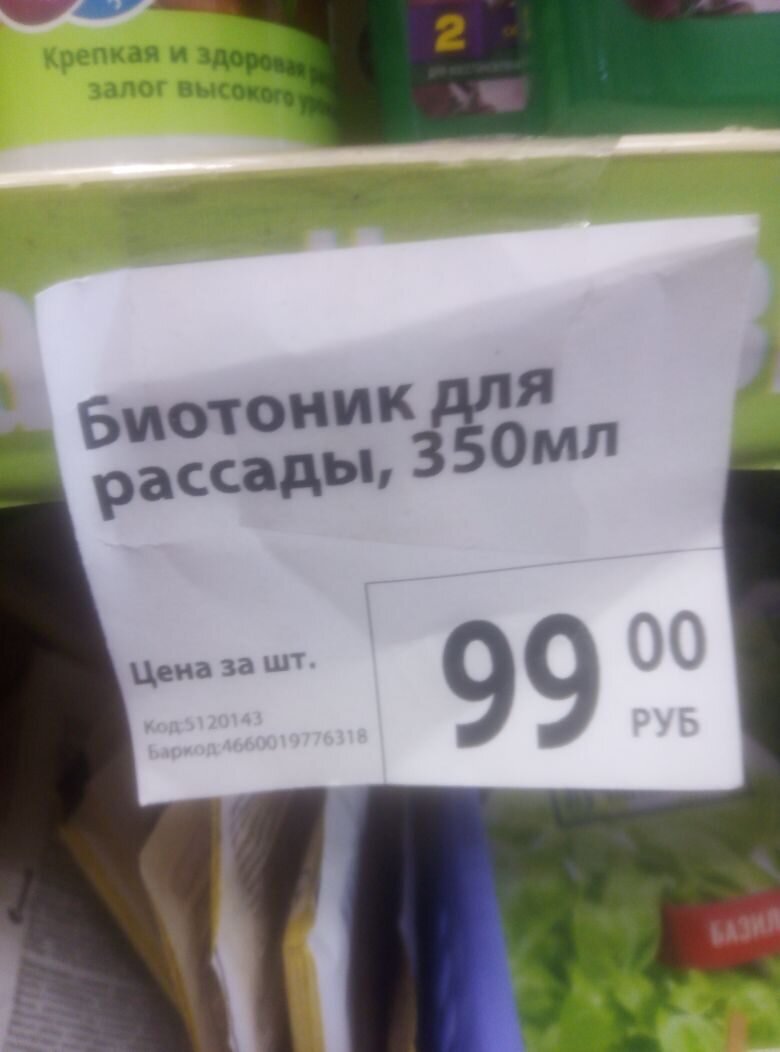 Крепкая и здоровая
залог высокого
2
Биотоник для
рассады, 350мл
Цена за шт.
99 00
РУБ
Код:5120143
Баркод:4660019776318